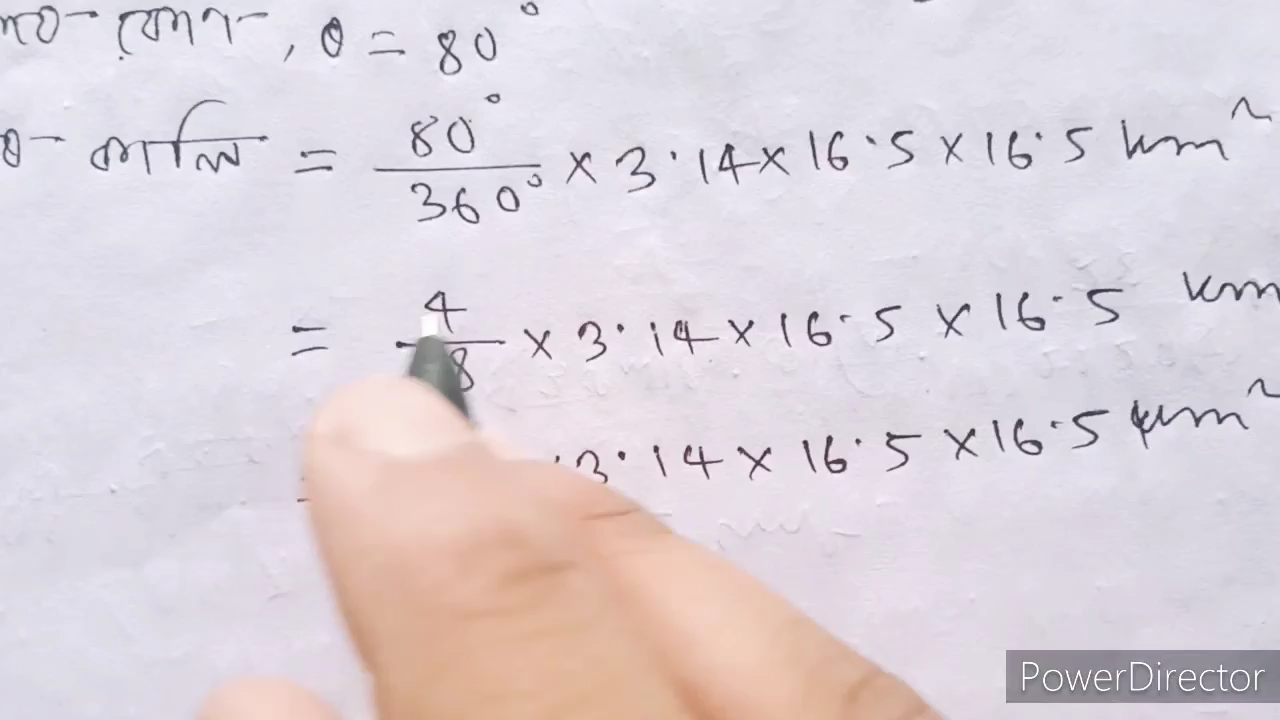 কোণ, θ = 80°
কালি = 80°/360° × 3.14 × 16.5 × 16.5 km²
= 4/18 × 3.14 × 16.5 × 16.5 km
3.14 × 16.5 × 16.5 km²
PowerDirector